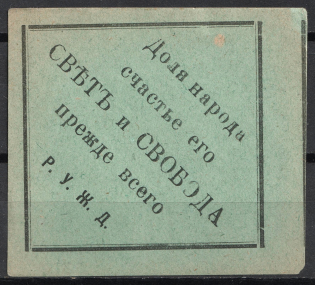 Доля народа
счастье его
СВѢТЪ и СВОБОДА
прежде всего
Р. У. Ж. Д.